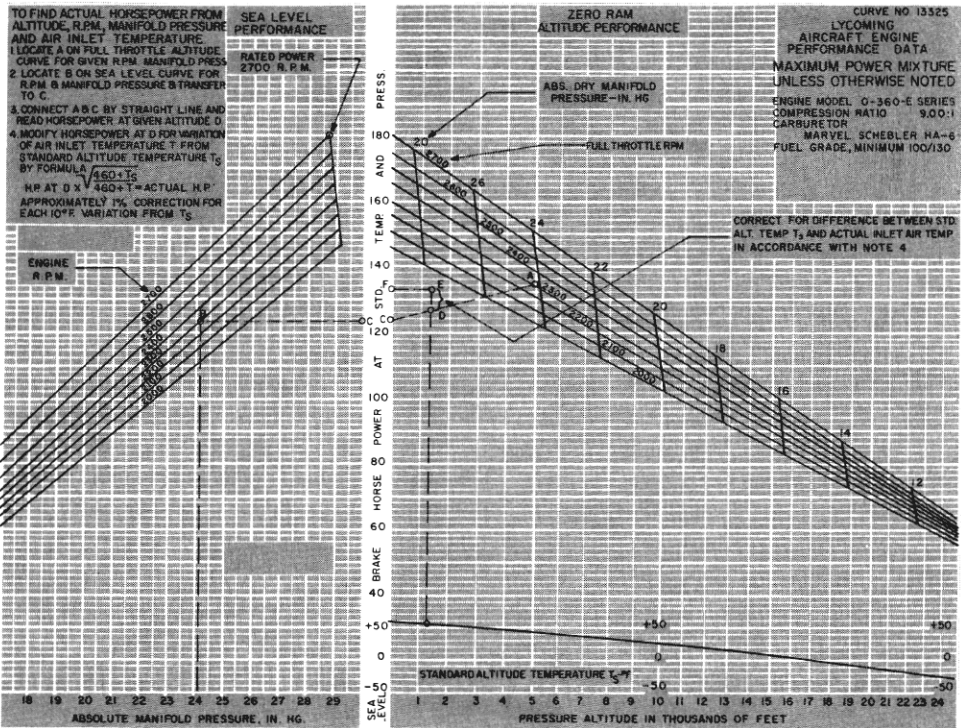 TO FIND ACTUAL HORSEPOWER FROM
ALTITUDE, R.P.M., MANIFOLD PRESSURE
AND AIR INLET TEMPERATURE
1 LOCATE A ON FULL THROTTLE ALTITUDE
CURVE FOR GIVEN R.P.M. MANIFOLD PRESS
2. LOCATE B ON SEA LEVEL CURVE FOR
R.P.M. & MANIFOLD PRESSURE & TRANSFER
TO C
3. CONNECT A & C BY STRAIGHT LINE AND
READ HORSEPOWER AT GIVEN ALTITUDE D
4. MODIFY HORSEPOWER AT D FOR VARIATION
OF AIR INLET TEMPERATURE T FROM
STANDARD ALTITUDE TEMPERATURE TS
BY FORMULA
H.P. AT D X √460+TS / 460+T = ACTUAL H.P.
APPROXIMATELY 1% CORRECTION FOR
EACH 10°F. VARIATION FROM TS
SEA LEVEL
PERFORMANCE
RATED POWER
2700 R.P.M.
ENGINE
R.P.M.
2700
2600
2500
2100
2000
B
C
18 19 20 21 22 23 24 25 26 27 28 29
ABSOLUTE MANIFOLD PRESSURE, IN. HG.
SEA LEVEL
BRAKE HORSE POWER AT STD. TEMP. AND PRESS.
180
160
140
120
100
80
60
40
+50
0
-50
ZERO RAM
ALTITUDE PERFORMANCE
ABS. DRY MANIFOLD
PRESSURE-IN. HG
FULL THROTTLE RPM
20
26
24
22
20
18
16
14
12
2700
2600
2500
2400
2300
2200
2100
2000
F
E
D
A
C
CORRECT FOR DIFFERENCE BETWEEN STD.
ALT. TEMP TS AND ACTUAL INLET AIR TEMP
IN ACCORDANCE WITH NOTE 4
CURVE NO 13325
LYCOMING
AIRCRAFT ENGINE
PERFORMANCE DATA
MAXIMUM POWER MIXTURE
UNLESS OTHERWISE NOTED
ENGINE MODEL O-360-E SERIES
COMPRESSION RATIO 9.00:1
CARBURETOR
MARVEL SCHEBLER HA-6
FUEL GRADE, MINIMUM 100/130
+50
0
-50
+50
0
-50
STANDARD ALTITUDE TEMPERATURE TS-°F
1 2 3 4 5 6 7 8 9 10 11 12 13 14 15 16 17 18 19 20 21 22 23 24
PRESSURE ALTITUDE IN THOUSANDS OF FEET